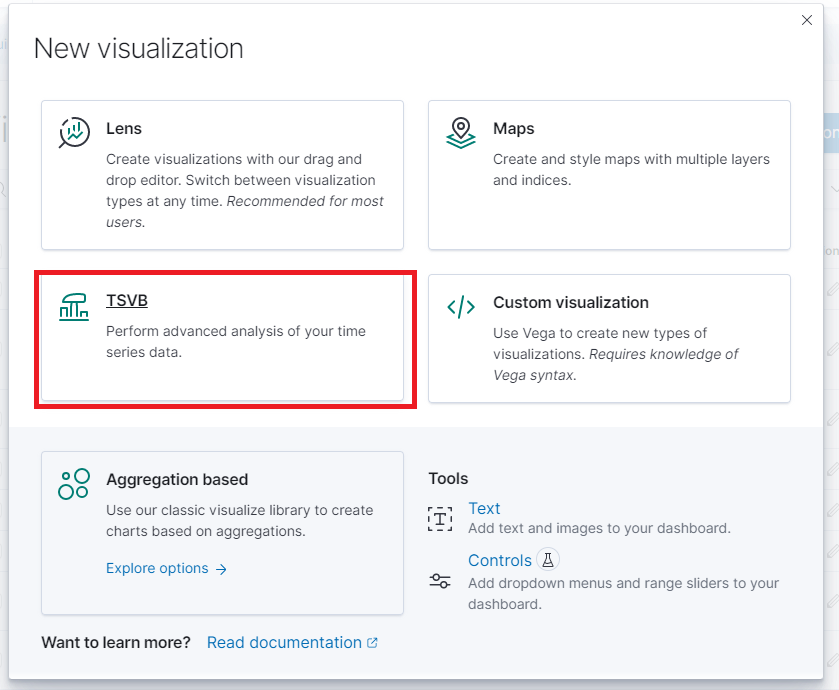 New visualization
Lens
Create visualizations with our drag and
drop editor. Switch between visualization
types at any time. Recommended for most
users.
Maps
Create and style maps with multiple layers
and indices.
TSVB
Perform advanced analysis of your time
series data.
Custom visualization
Use Vega to create new types of
visualizations. Requires knowledge of
Vega syntax.
Aggregation based
Use our classic visualize library to create
charts based on aggregations.
Explore options
Tools
Text
Add text and images to your dashboard.
Controls
Add dropdown menus and range sliders to your
dashboard.
Want to learn more? Read documentation